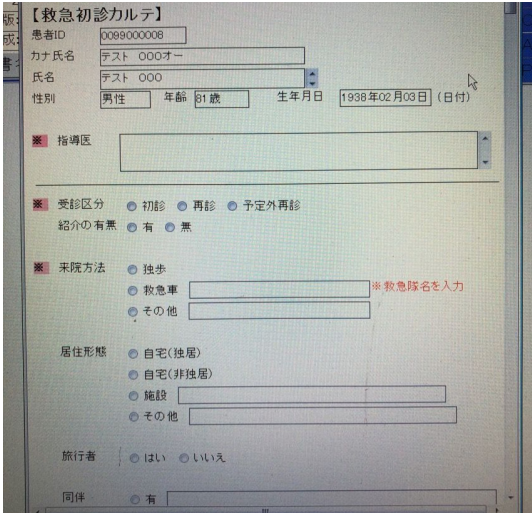 【救急初診カルテ】
患者ID 0099000008
カナ氏名 テスト ○○○オー
氏名 テスト ○○○
性別 男性 年齢 81歳 生年月日 1938年02月03日 (日付)
※ 指導医
※ 受診区分 初診 再診 予定外再診
紹介の有無 有 無
※ 来院方法 独歩
救急車 ※救急隊名を入力
その他
居住形態 自宅(独居)
自宅(非独居)
施設
その他
旅行者 はい いいえ
同伴 有